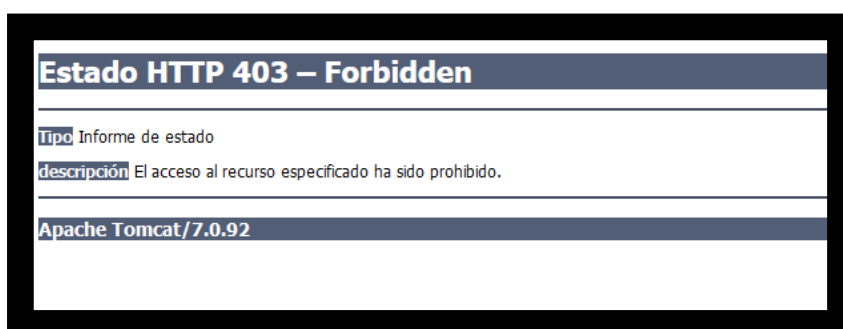 Estado HTTP 403 – Forbidden
Tipo Informe de estado
descripción El acceso al recurso especificado ha sido prohibido.
Apache Tomcat/7.0.92